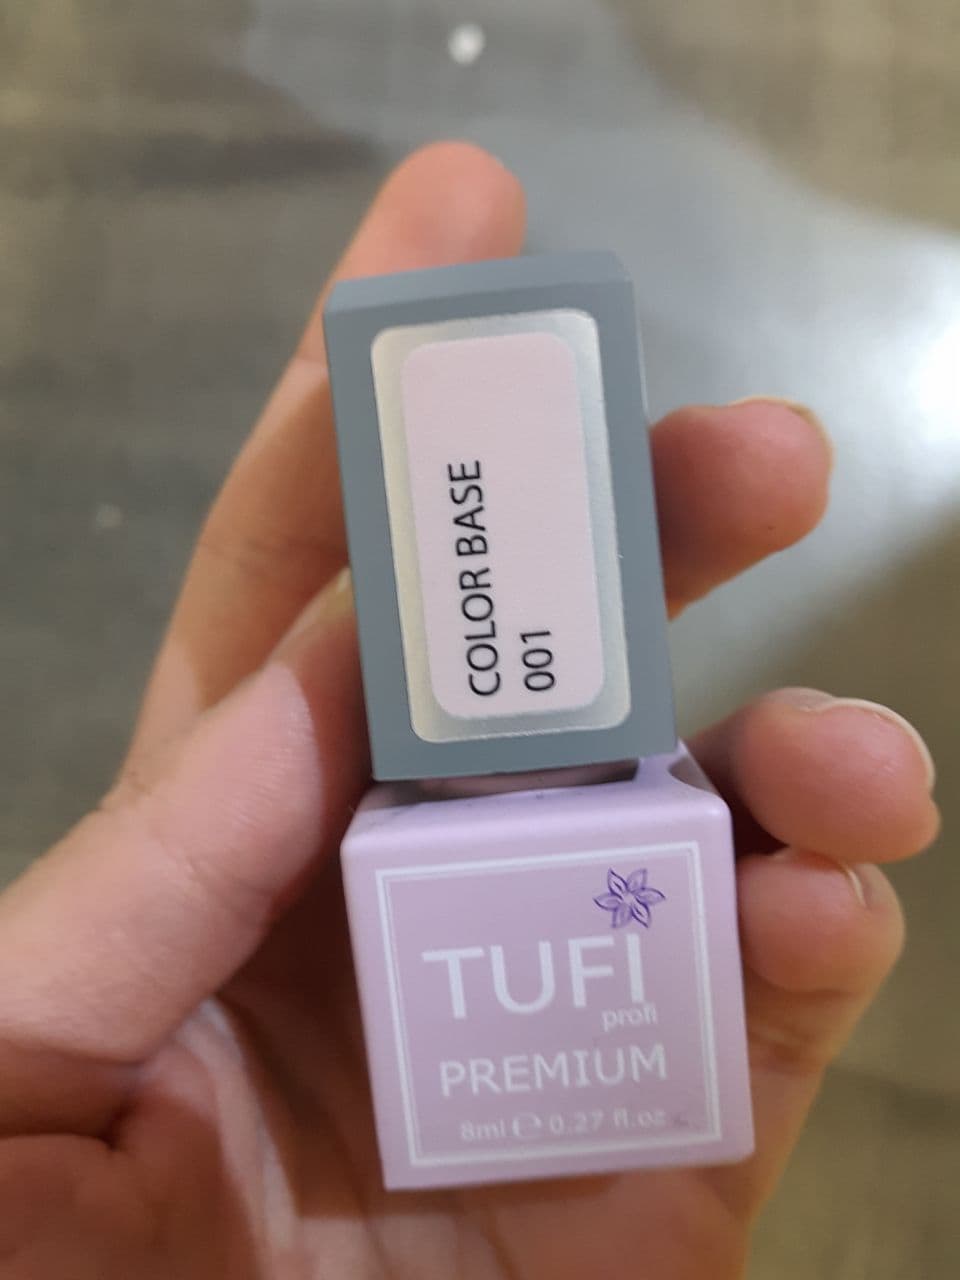 COLOR BASE
001
TUFI
profi
PREMIUM
8ml ℮ 0.27 fl.oz